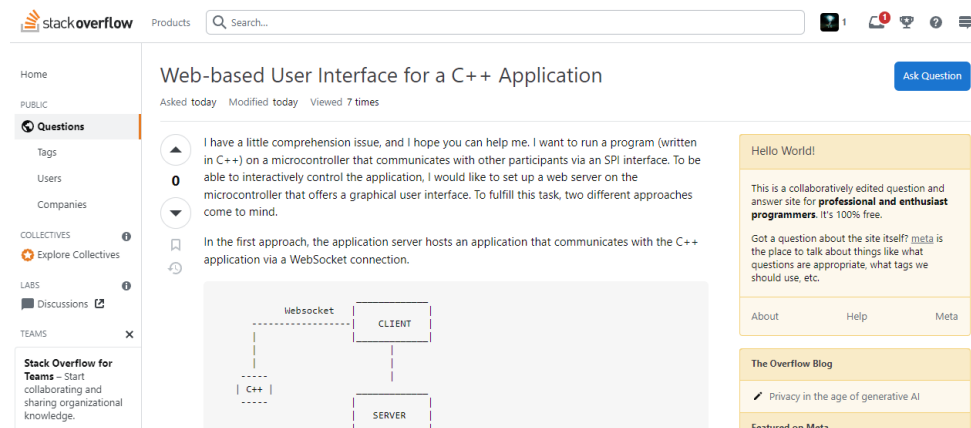 stackoverflow
Products
Search...
1
1
Home
PUBLIC
Questions
Tags
Users
Companies
COLLECTIVES
Explore Collectives
LABS
Discussions
TEAMS
Stack Overflow for
Teams – Start
collaborating and
sharing organizational
knowledge.
Web-based User Interface for a C++ Application
Ask Question
Asked today Modified today Viewed 7 times
0
I have a little comprehension issue, and I hope you can help me. I want to run a program (written
in C++) on a microcontroller that communicates with other participants via an SPI interface. To be
able to interactively control the application, I would like to set up a web server on the
microcontroller that offers a graphical user interface. To fulfill this task, two different approaches
come to mind.
In the first approach, the application server hosts an application that communicates with the C++
application via a WebSocket connection.
Websocket
CLIENT
| C++ |
SERVER
Hello World!
This is a collaboratively edited question and
answer site for professional and enthusiast
programmers. It's 100% free.
Got a question about the site itself? meta is
the place to talk about things like what
questions are appropriate, what tags we
should use, etc.
About Help Meta
The Overflow Blog
Privacy in the age of generative AI
Featured on Meta